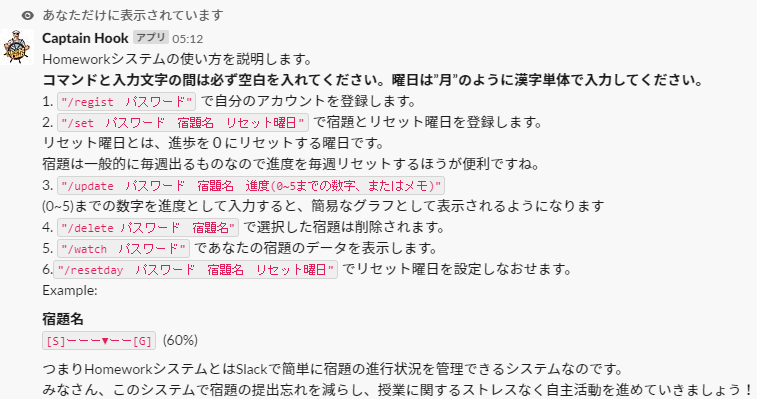 あなただけに表示されています
Captain Hook アプリ 05:12
Homeworkシステムの使い方を説明します。
コマンドと入力文字の間は必ず空白を入れてください。曜日は”月”のように漢字単体で入力してください。
1. "/regist　パスワード" で自分のアカウントを登録します。
2. "/set　パスワード　宿題名　リセット曜日" で宿題とリセット曜日を登録します。
リセット曜日とは、進歩を０にリセットする曜日です。
宿題は一般的に毎週出るものなので進度を毎週リセットするほうが便利ですね。
3. "/update　パスワード　宿題名　進度(0~5までの数字、またはメモ)"
(0~5)までの数字を進度として入力すると、簡易なグラフとして表示されるようになります
4. "/delete パスワード　宿題名" で選択した宿題は削除されます。
5. "/watch　パスワード" であなたの宿題のデータを表示します。
6."/resetday　パスワード　宿題名　リセット曜日" でリセット曜日を設定しなおせます。
Example:
宿題名
[S]ーーー▼ーー[G] (60%)
つまりHomeworkシステムとはSlackで簡単に宿題の進行状況を管理できるシステムなのです。
みなさん、このシステムで宿題の提出忘れを減らし、授業に関するストレスなく自主活動を進めていきましょう！